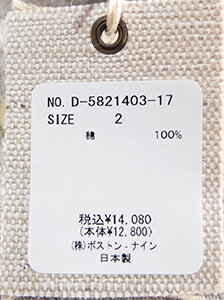 NO. D-5821403-17
SIZE 2
綿 100%
税込¥14,080
(本体¥12,800)
(株)ボストン-ナイン
日本製